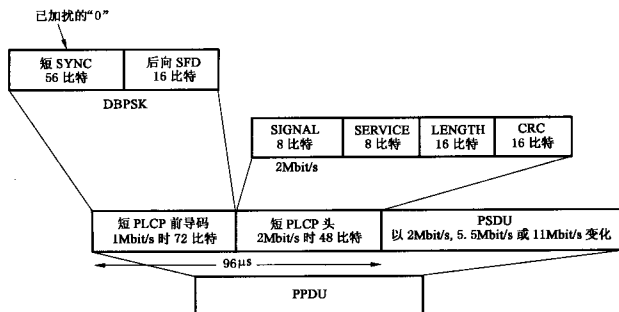 已加扰的“0”
短 SYNC
56 比特
后向 SFD
16 比特
DBPSK
SIGNAL
8 比特
SERVICE
8 比特
LENGTH
16 比特
CRC
16 比特
2Mbit/s
短 PLCP 前导码
1Mbit/s 时 72 比特
短 PLCP 头
2Mbit/s 时 48 比特
PSDU
以 2Mbit/s, 5.5Mbit/s 或 11Mbit/s 变化
96μs
PPDU